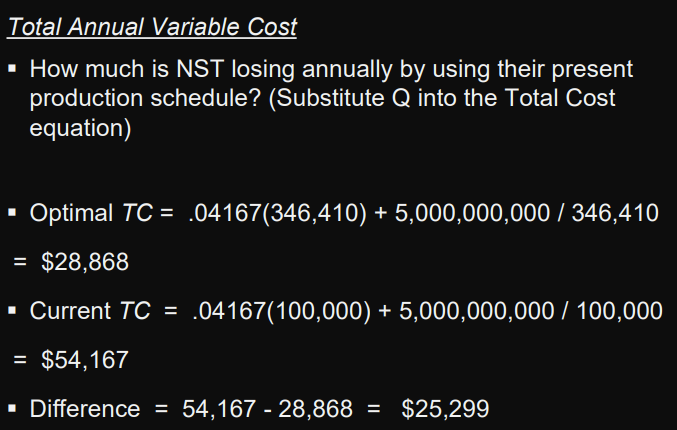 Total Annual Variable Cost
▪ How much is NST losing annually by using their present
production schedule? (Substitute Q into the Total Cost
equation)
▪ Optimal TC = .04167(346,410) + 5,000,000,000 / 346,410
= $28,868
▪ Current TC = .04167(100,000) + 5,000,000,000 / 100,000
= $54,167
▪ Difference = 54,167 - 28,868 = $25,299